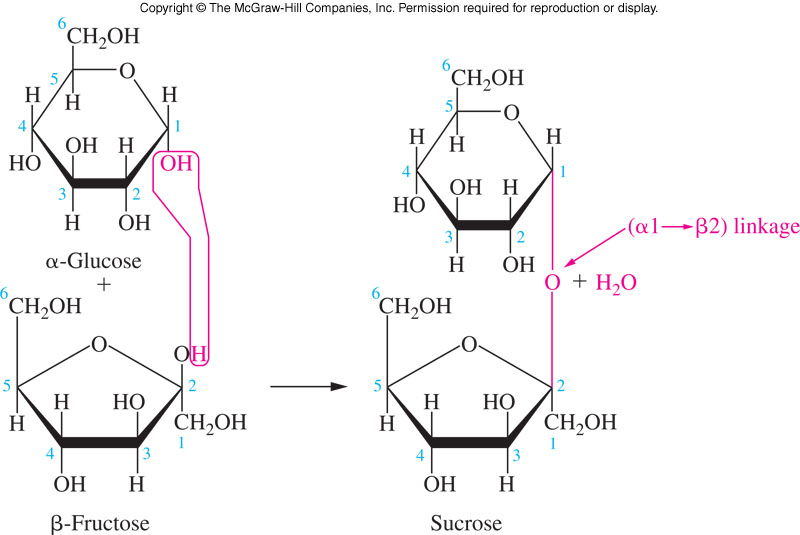 Copyright © The McGraw-Hill Companies, Inc. Permission required for reproduction or display.
6
CH₂OH
5
O
H
H
H
4
1
OH
H
HO
OH
3
2
H
OH
α-Glucose
+
6
CH₂OH
O
OH
5
2
H
H
HO
CH₂OH
1
4
3
OH
H
β-Fructose
6
CH₂OH
5
O
H
H
H
4
1
OH
H
HO
3
2
H
OH
(α1→β2) linkage
O + H₂O
6
CH₂OH
O
5
2
H
H
HO
CH₂OH
1
4
3
OH
H
Sucrose